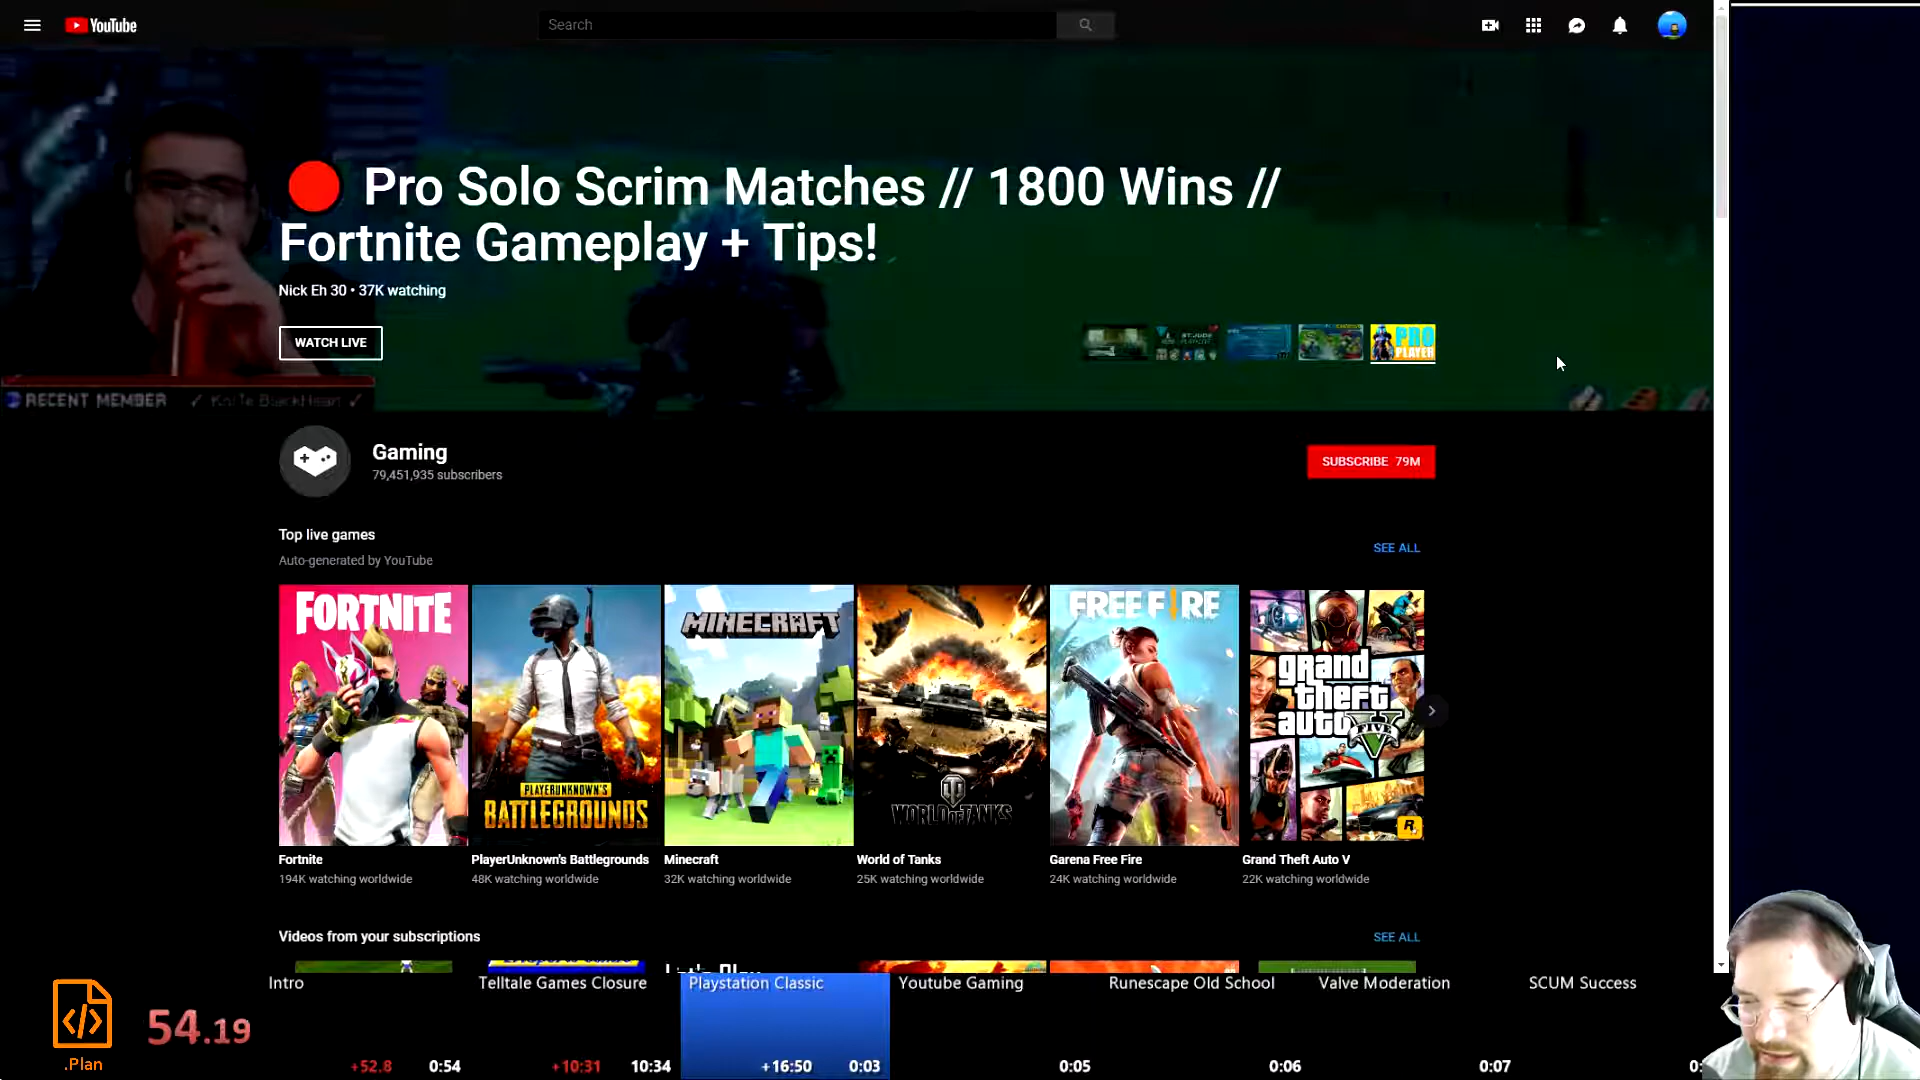 YouTube
Search
Pro Solo Scrim Matches // 1800 Wins //
Fortnite Gameplay + Tips!
Nick Eh 30 • 37K watching
WATCH LIVE
PRO
PLAYER
RECENT MEMBER
Gaming
79,451,935 subscribers
SUBSCRIBE 79M
Top live games
Auto-generated by YouTube
SEE ALL
FORTNITE
PLAYERUNKNOWN'S
BATTLEGROUNDS
MINECRAFT
WORLD OF TANKS
FREE FIRE
grand
theft
auto
FIVE
R
Fortnite
194K watching worldwide
PlayerUnknown's Battlegrounds
48K watching worldwide
Minecraft
32K watching worldwide
World of Tanks
25K watching worldwide
Garena Free Fire
24K watching worldwide
Grand Theft Auto V
22K watching worldwide
Videos from your subscriptions
SEE ALL
Intro
Telltale Games Closure
Playstation Classic
Youtube Gaming
Runescape Old School
Valve Moderation
SCUM Success
.Plan
54.19
+52.8 0:54
+10:31 10:34
+16:50 0:03
0:05
0:06
0:07